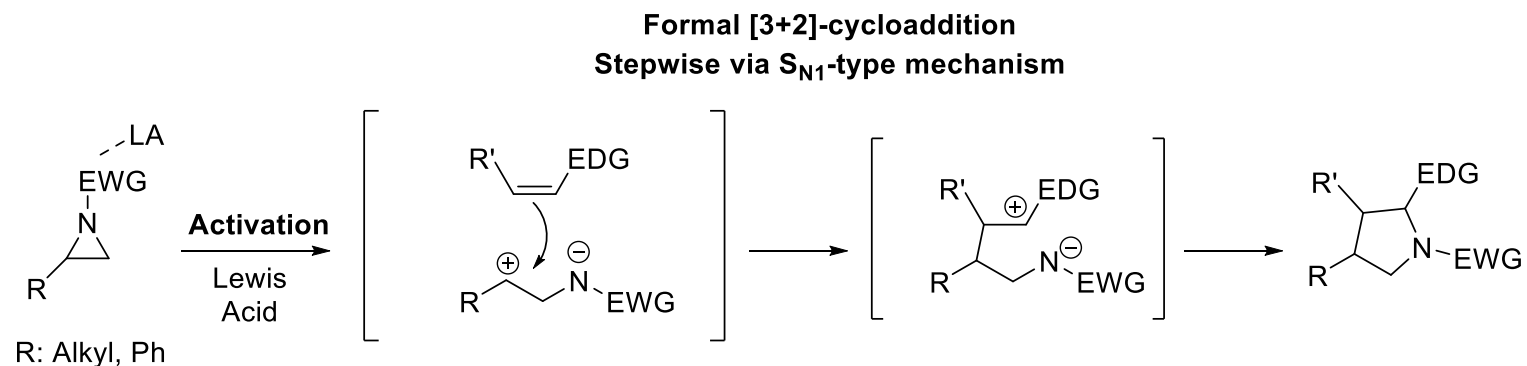 Formal [3+2]-cycloaddition
Stepwise via SN1-type mechanism
LA
EWG
N
R
R: Alkyl, Ph
Activation
Lewis
Acid
R'
EDG
R
+
N
−
EWG
R'
+
EDG
R
N
−
EWG
R'
EDG
R
N
EWG